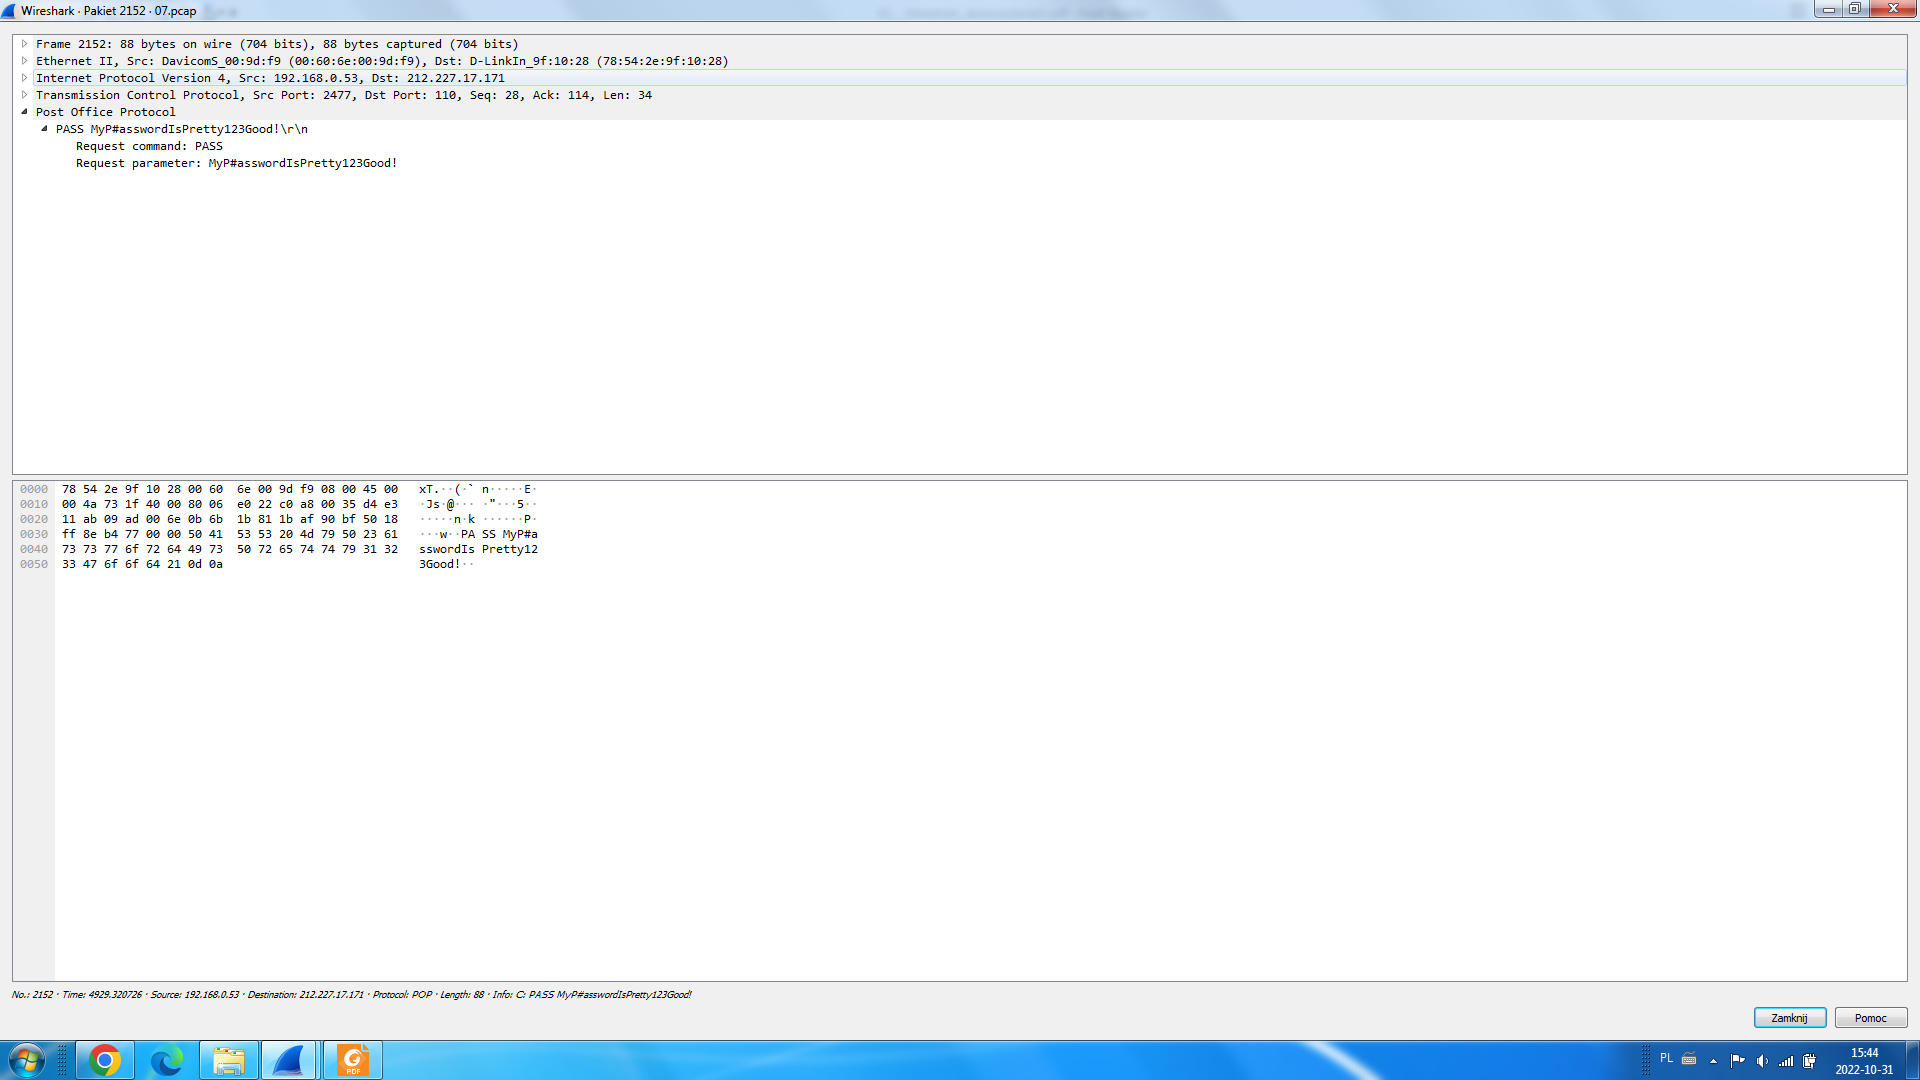 Wireshark · Pakiet 2152 · 07.pcap
Frame 2152: 88 bytes on wire (704 bits), 88 bytes captured (704 bits)
Ethernet II, Src: DavicomS_00:9d:f9 (00:60:6e:00:9d:f9), Dst: D-LinkIn_9f:10:28 (78:54:2e:9f:10:28)
Internet Protocol Version 4, Src: 192.168.0.53, Dst: 212.227.17.171
Transmission Control Protocol, Src Port: 2477, Dst Port: 110, Seq: 28, Ack: 114, Len: 34
Post Office Protocol
PASS MyP#asswordIsPretty123Good!\r\n
Request command: PASS
Request parameter: MyP#asswordIsPretty123Good!
0000 78 54 2e 9f 10 28 00 60 6e 00 9d f9 08 00 45 00 xT.··(·` n·····E·
0010 00 4a 73 1f 40 00 80 06 e0 22 c0 a8 00 35 d4 e3 ·Js·@··· ·"···5··
0020 11 ab 09 ad 00 6e 0b 6b 1b 81 1b af 90 bf 50 18 ·····n·k ······P·
0030 ff 8e b4 77 00 00 50 41 53 53 20 4d 79 50 23 61 ···w··PA SS MyP#a
0040 73 73 77 6f 72 64 49 73 50 72 65 74 74 79 31 32 sswordIs Pretty12
0050 33 47 6f 6f 64 21 0d 0a 3Good!··
No.: 2152 · Time: 4929.320726 · Source: 192.168.0.53 · Destination: 212.227.17.171 · Protocol: POP · Length: 88 · Info: C: PASS MyP#asswordIsPretty123Good!
Zamknij Pomoc
PDF
PL
15:44
2022-10-31